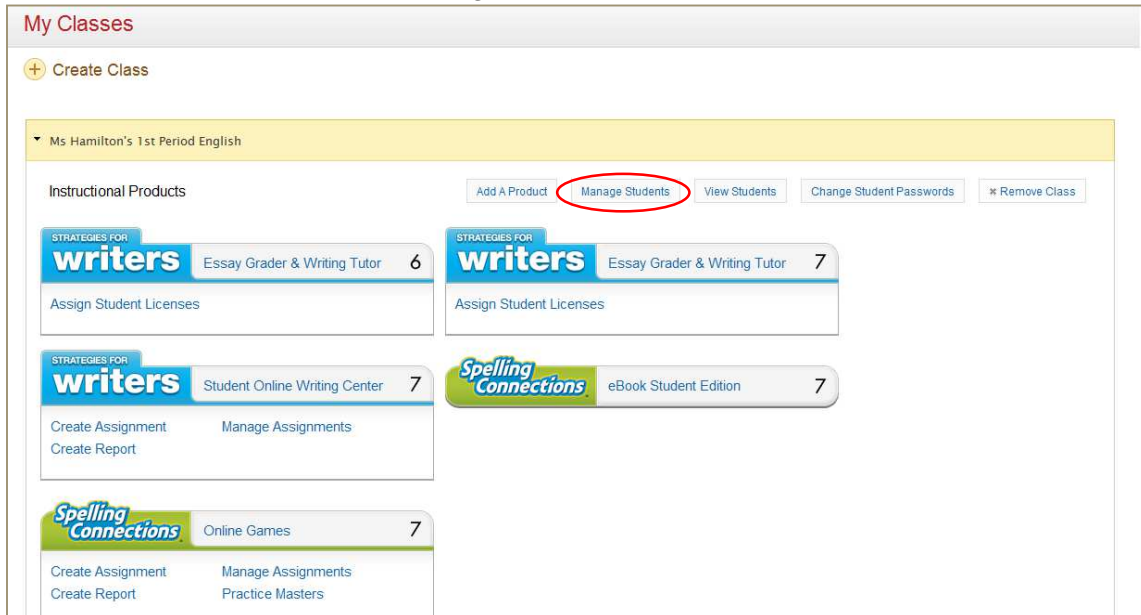 My Classes
+ Create Class
Ms Hamilton's 1st Period English
Instructional Products
Add A Product
Manage Students
View Students
Change Student Passwords
× Remove Class
STRATEGIES FOR
writers
Essay Grader & Writing Tutor 6
Assign Student Licenses
STRATEGIES FOR
writers
Essay Grader & Writing Tutor 7
Assign Student Licenses
STRATEGIES FOR
writers
Student Online Writing Center 7
Create Assignment Manage Assignments
Create Report
Spelling
Connections
eBook Student Edition 7
Spelling
Connections
Online Games 7
Create Assignment Manage Assignments
Create Report Practice Masters